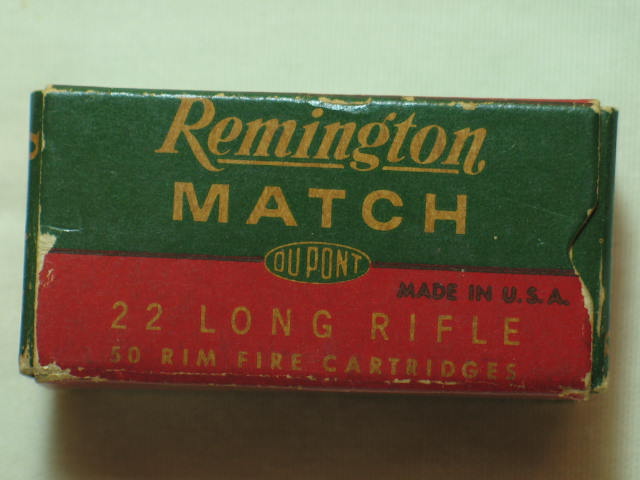 Remington
MATCH
DU PONT
MADE IN U.S.A.
22 LONG RIFLE
50 RIM FIRE CARTRIDGES